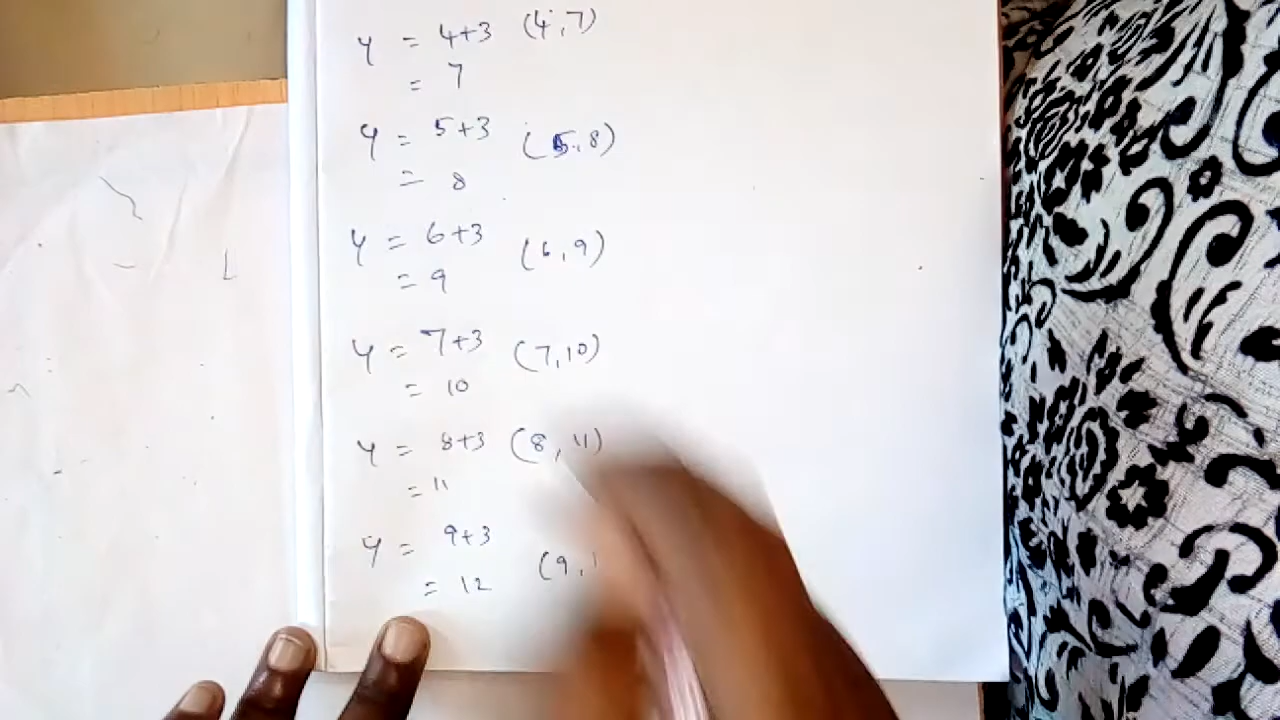 y = 4+3 (4,7)
= 7
y = 5+3 (5,8)
= 8
y = 6+3 (6,9)
= 9
y = 7+3 (7,10)
= 10
y = 8+3 (8,11)
= 11
y = 9+3
= 12 (9,1